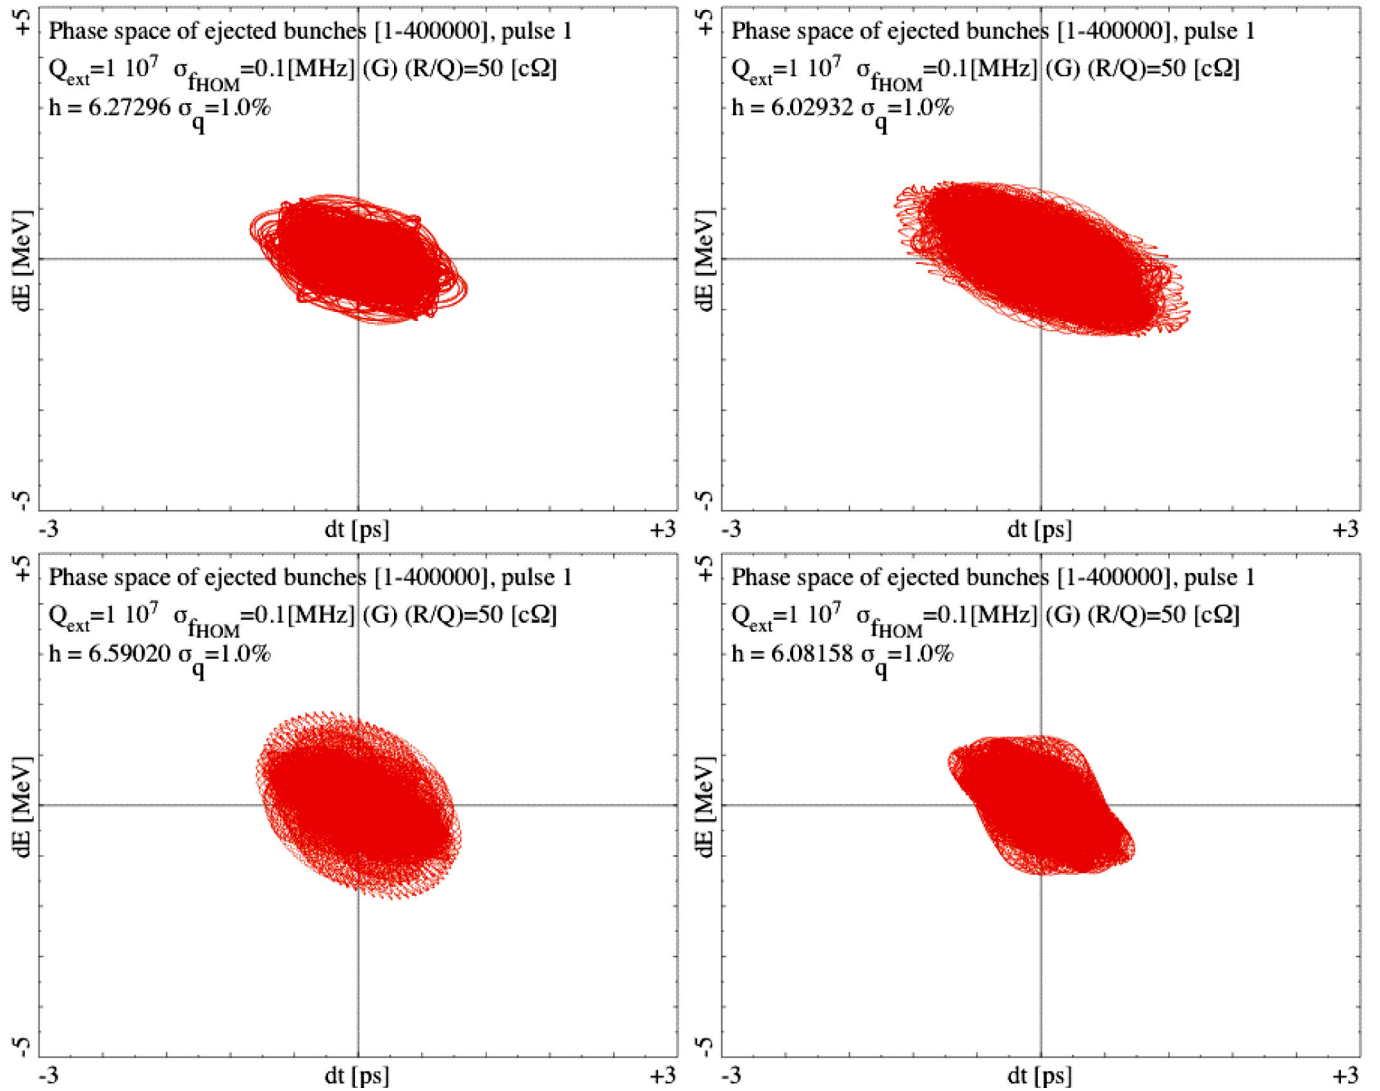 +5
Phase space of ejected bunches [1-400000], pulse 1
Qext=1 10^7 σfHOM=0.1[MHz] (G) (R/Q)=50 [cΩ]
h = 6.27296 σq=1.0%
dE [MeV]
-5
-3 dt [ps] +3
+5
Phase space of ejected bunches [1-400000], pulse 1
Qext=1 10^7 σfHOM=0.1[MHz] (G) (R/Q)=50 [cΩ]
h = 6.02932 σq=1.0%
dE [MeV]
-5
-3 dt [ps] +3
+5
Phase space of ejected bunches [1-400000], pulse 1
Qext=1 10^7 σfHOM=0.1[MHz] (G) (R/Q)=50 [cΩ]
h = 6.59020 σq=1.0%
dE [MeV]
-5
-3 dt [ps] +3
+5
Phase space of ejected bunches [1-400000], pulse 1
Qext=1 10^7 σfHOM=0.1[MHz] (G) (R/Q)=50 [cΩ]
h = 6.08158 σq=1.0%
dE [MeV]
-5
-3 dt [ps] +3